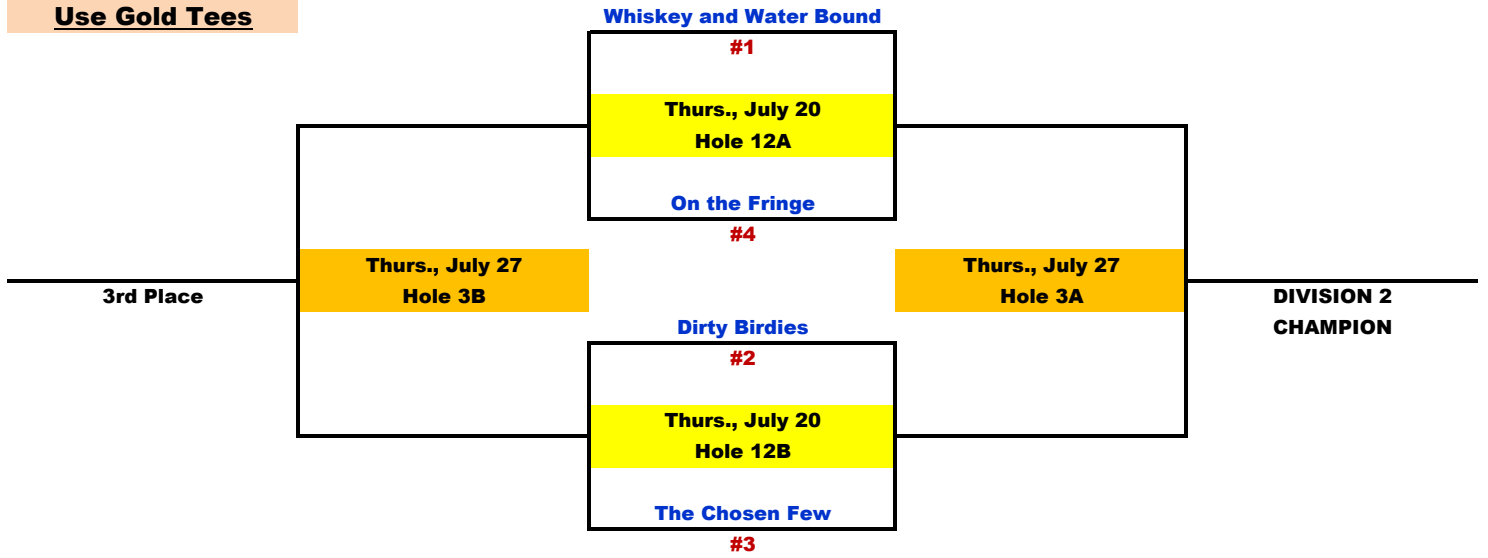 Use Gold Tees
Whiskey and Water Bound
#1
Thurs., July 20
Hole 12A
On the Fringe
#4
Thurs., July 27
Hole 3B
Thurs., July 27
Hole 3A
3rd Place
DIVISION 2
CHAMPION
Dirty Birdies
#2
Thurs., July 20
Hole 12B
The Chosen Few
#3